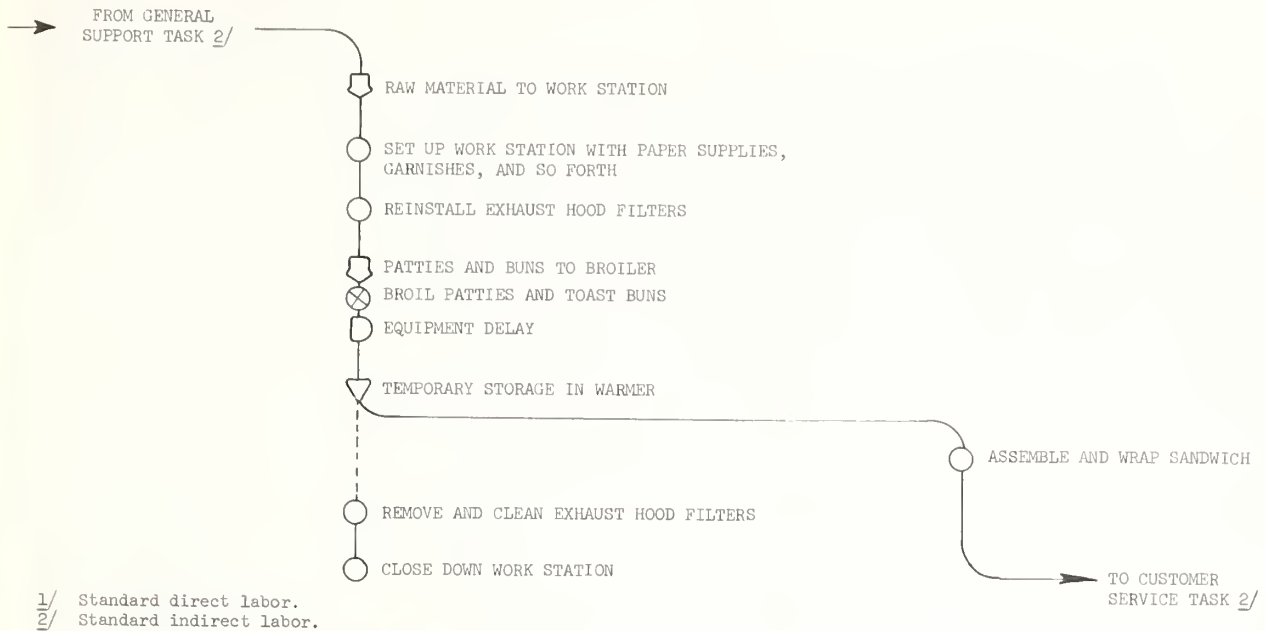 FROM GENERAL
SUPPORT TASK 2/
RAW MATERIAL TO WORK STATION
SET UP WORK STATION WITH PAPER SUPPLIES,
GARNISHES, AND SO FORTH
REINSTALL EXHAUST HOOD FILTERS
PATTIES AND BUNS TO BROILER
BROIL PATTIES AND TOAST BUNS
EQUIPMENT DELAY
TEMPORARY STORAGE IN WARMER
ASSEMBLE AND WRAP SANDWICH
REMOVE AND CLEAN EXHAUST HOOD FILTERS
CLOSE DOWN WORK STATION
TO CUSTOMER
SERVICE TASK 2/
1/ Standard direct labor.
2/ Standard indirect labor.